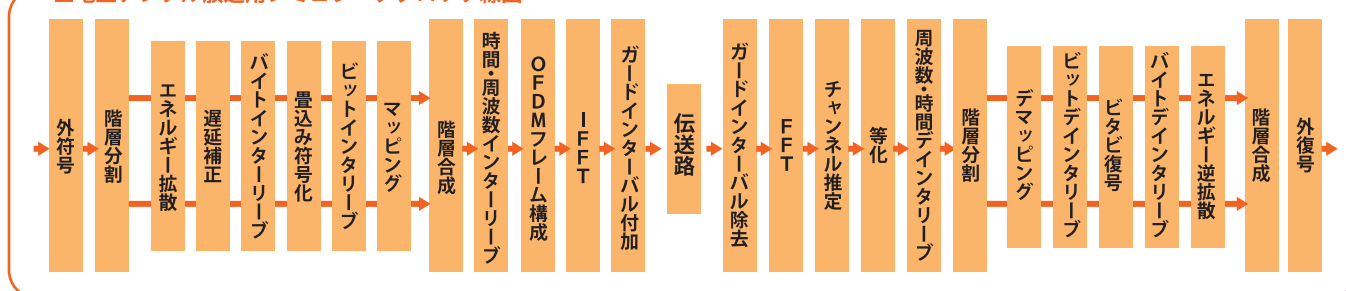 外符号
階層分割
エネルギー拡散
遅延補正
バイトインターリーブ
畳込み符号化
ビットインタリーブ
マッピング
階層合成
時間・周波数インターリーブ
OFDMフレーム構成
IFFT
ガードインターバル付加
伝送路
ガードインターバル除去
FFT
チャンネル推定
等化
周波数・時間デインタリーブ
階層分割
デマッピング
ビットデインタリーブ
ビタビ復号
バイトデインタリーブ
エネルギー逆拡散
階層合成
外復号